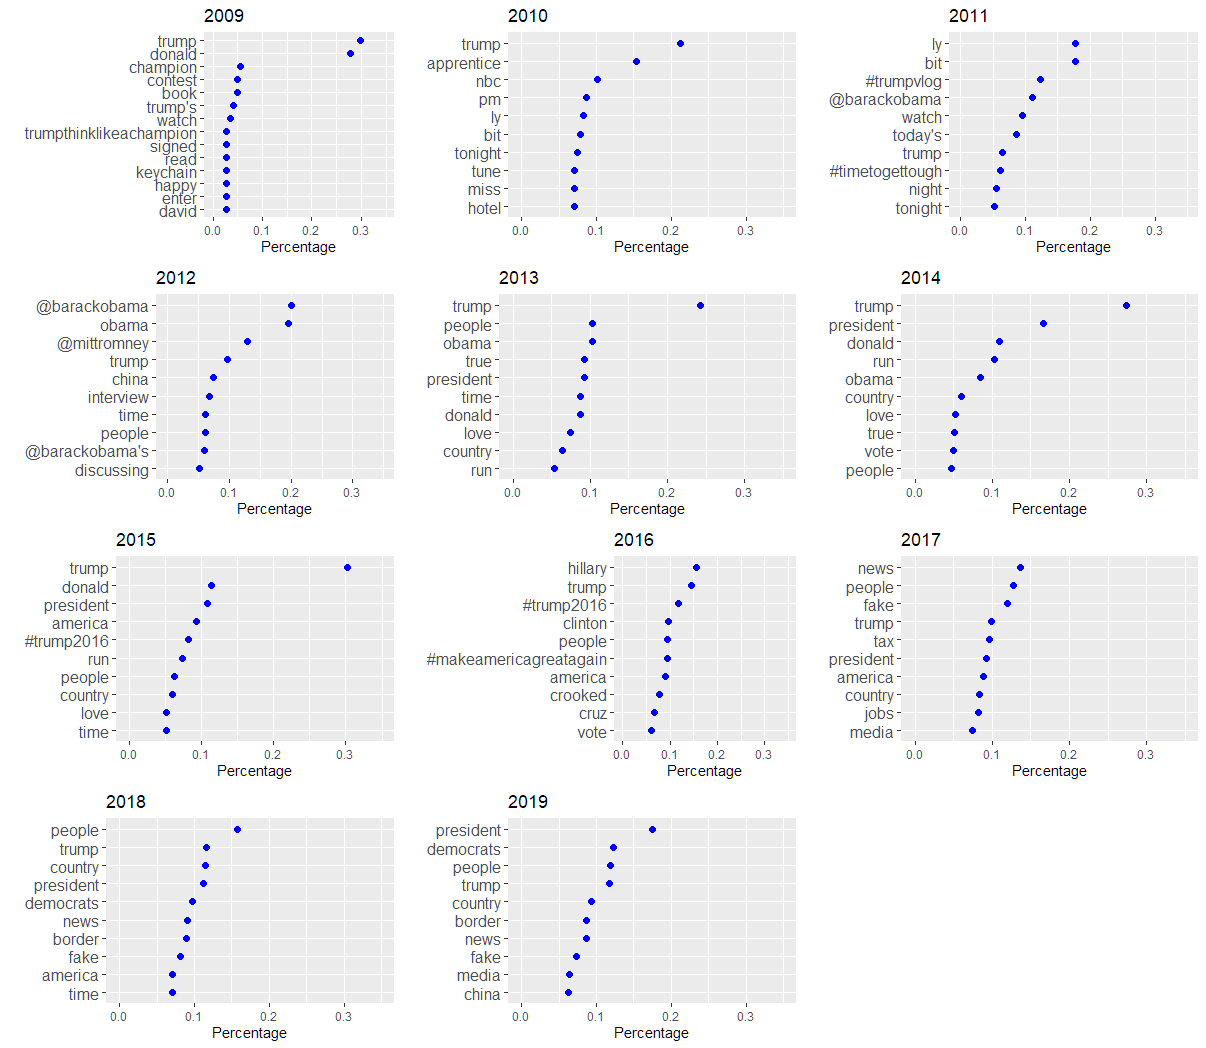 2009
trump
donald
champion
contest
book
trump's
watch
trumpthinklikeachampion
signed
read
keychain
happy
enter
david
0.0 0.1 0.2 0.3
Percentage
2010
trump
apprentice
nbc
pm
ly
bit
tonight
tune
miss
hotel
0.0 0.1 0.2 0.3
Percentage
2011
ly
bit
#trumpvlog
@barackobama
watch
today's
trump
#timetogettough
night
tonight
0.0 0.1 0.2 0.3
Percentage
2012
@barackobama
obama
@mittromney
trump
china
interview
time
people
@barackobama's
discussing
0.0 0.1 0.2 0.3
Percentage
2013
trump
people
obama
true
president
time
donald
love
country
run
0.0 0.1 0.2 0.3
Percentage
2014
trump
president
donald
run
obama
country
love
true
vote
people
0.0 0.1 0.2 0.3
Percentage
2015
trump
donald
president
america
#trump2016
run
people
country
love
time
0.0 0.1 0.2 0.3
Percentage
2016
hillary
trump
#trump2016
clinton
people
#makeamericagreatagain
america
crooked
cruz
vote
0.0 0.1 0.2 0.3
Percentage
2017
news
people
fake
trump
tax
president
america
country
jobs
media
0.0 0.1 0.2 0.3
Percentage
2018
people
trump
country
president
democrats
news
border
fake
america
time
0.0 0.1 0.2 0.3
Percentage
2019
president
democrats
people
trump
country
border
news
fake
media
china
0.0 0.1 0.2 0.3
Percentage